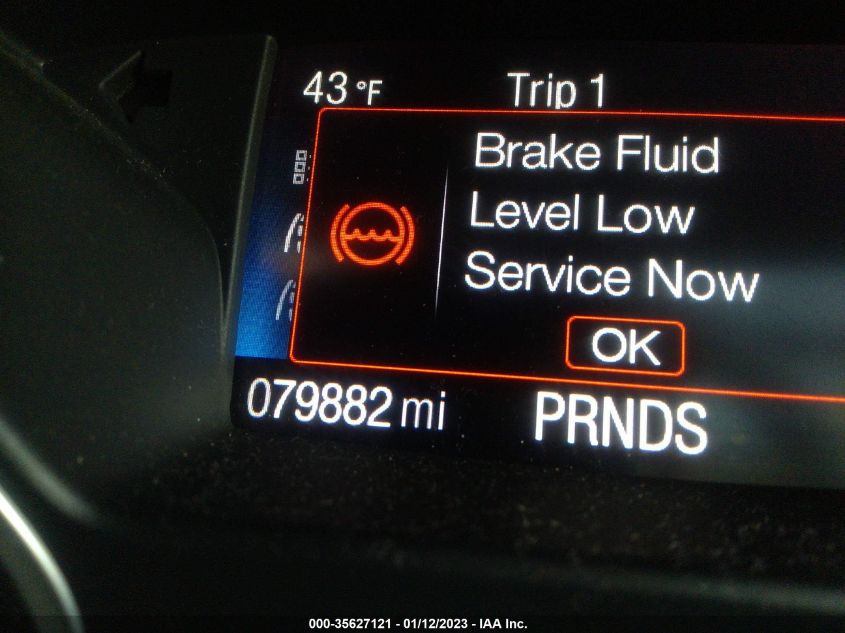 43 °F Trip 1
Brake Fluid
Level Low
Service Now
OK
079882 mi PRNDS
000-35627121 - 01/12/2023 - IAA Inc.